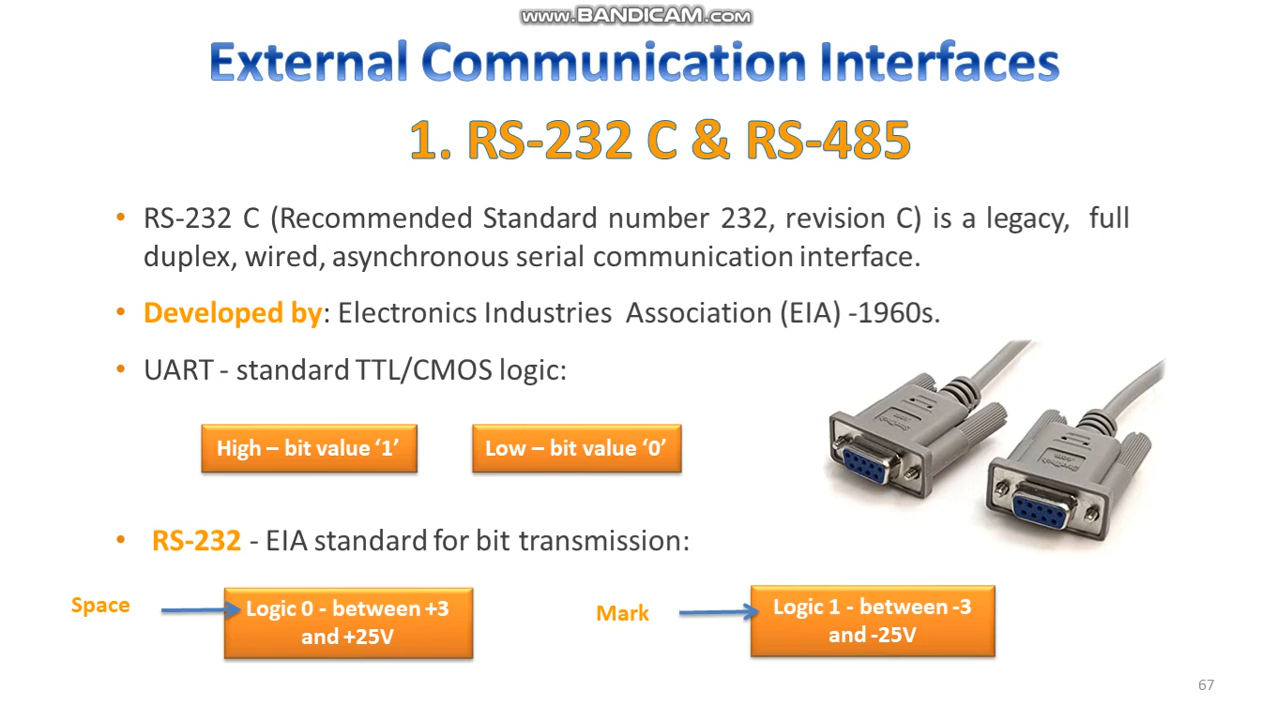 www.BANDICAM.com
External Communication Interfaces
1. RS-232 C & RS-485
• RS-232 C (Recommended Standard number 232, revision C) is a legacy, full
duplex, wired, asynchronous serial communication interface.
• Developed by: Electronics Industries Association (EIA) -1960s.
• UART - standard TTL/CMOS logic:
High – bit value ‘1’
Low – bit value ‘0’
• RS-232 - EIA standard for bit transmission:
Space
Logic 0 - between +3
and +25V
Mark
Logic 1 - between -3
and -25V
67